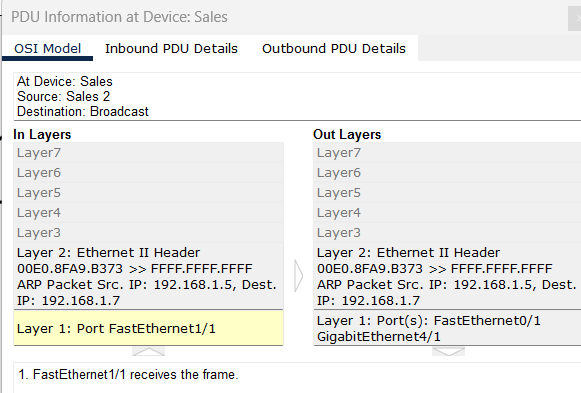 PDU Information at Device: Sales
OSI Model Inbound PDU Details Outbound PDU Details
At Device: Sales
Source: Sales 2
Destination: Broadcast
In Layers
Layer7
Layer6
Layer5
Layer4
Layer3
Layer 2: Ethernet II Header
00E0.8FA9.B373 >> FFFF.FFFF.FFFF
ARP Packet Src. IP: 192.168.1.5, Dest.
IP: 192.168.1.7
Layer 1: Port FastEthernet1/1
Out Layers
Layer7
Layer6
Layer5
Layer4
Layer3
Layer 2: Ethernet II Header
00E0.8FA9.B373 >> FFFF.FFFF.FFFF
ARP Packet Src. IP: 192.168.1.5, Dest.
IP: 192.168.1.7
Layer 1: Port(s): FastEthernet0/1
GigabitEthernet4/1
1. FastEthernet1/1 receives the frame.